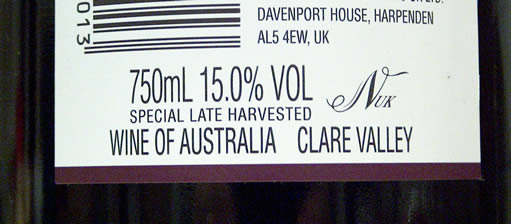 DAVENPORT HOUSE, HARPENDEN
AL5 4EW, UK
013
750mL 15.0% VOL NUK
SPECIAL LATE HARVESTED
WINE OF AUSTRALIA CLARE VALLEY